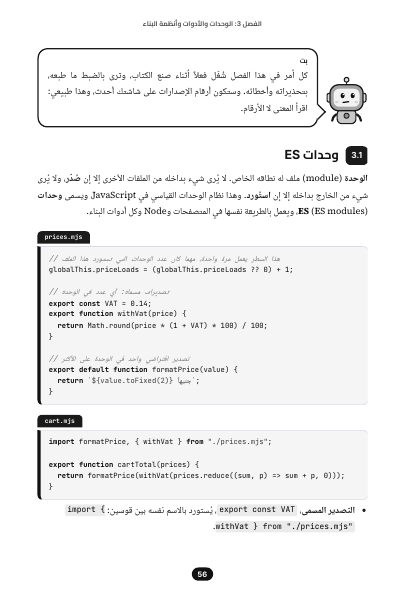 الفصل 3: الوحدات والأدوات وأنظمة البناء
بِت
كل أمر في هذا الفصل شُغّل فعلاً أثناء صنع الكتاب، وترى بالضبط ما طبعه،
بتحذيراته وأخطائه. وستكون أرقام الإصدارات على شاشتك أحدث، وهذا طبيعي:
اقرأ المعنى لا الأرقام.
3.1 وحدات ES
الوحدة (module) ملف له نطاقه الخاص. لا يُرى شيء بداخله من الملفات الأخرى إلا إن صُدّر، ولا يُرى
شيء من الخارج بداخله إلا إن استُورد. وهذا نظام الوحدات القياسي في JavaScript ويسمى وحدات
ES (ES modules)، ويعمل بالطريقة نفسها في المتصفحات وNode وكل أدوات البناء.
prices.mjs
// هذا السطر يعمل مرة واحدة، مهما كان عدد الوحدات التي تستورد هذا الملف
globalThis.priceLoads = (globalThis.priceLoads ?? 0) + 1;
// تصديرات مسماة: أي عدد في الوحدة
export const VAT = 0.14;
export function withVat(price) {
  return Math.round(price * (1 + VAT) * 100) / 100;
}
// تصدير افتراضي واحد في الوحدة على الأكثر
export default function formatPrice(value) {
  return `${value.toFixed(2)} جنيها`;
}
cart.mjs
import formatPrice, { withVat } from "./prices.mjs";
export function cartTotal(prices) {
  return formatPrice(withVat(prices.reduce((sum, p) => sum + p, 0)));
}
• التصدير المسمى، export const VAT، يُستورد بالاسم نفسه بين قوسين: import {
withVat } from "./prices.mjs".
56